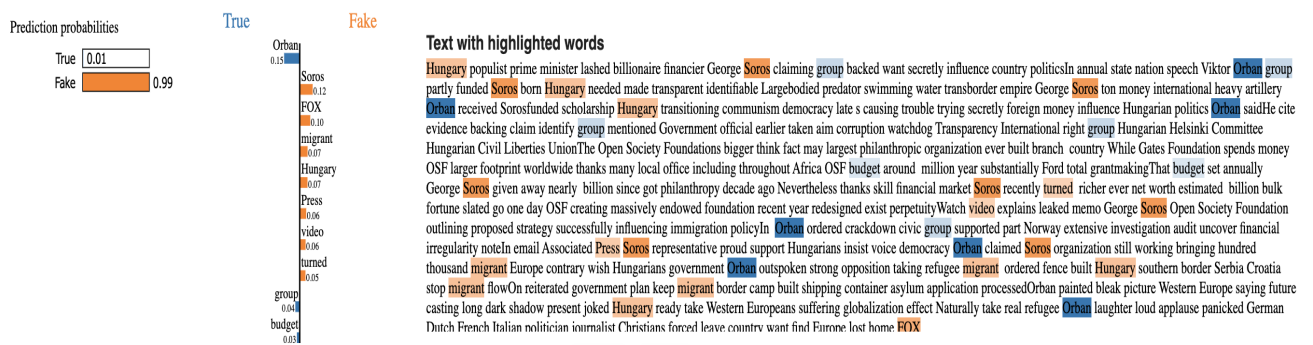 Prediction probabilities
True 0.01
Fake 0.99
True Fake
Orban
0.15
Soros
0.12
FOX
0.10
migrant
0.07
Hungary
0.07
Press
0.06
video
0.06
turned
0.05
group
0.04
budget
0.03
Text with highlighted words
Hungary populist prime minister lashed billionaire financier George Soros claiming group backed want secretly influence country politicsIn annual state nation speech Viktor Orban group
partly funded Soros born Hungary needed made transparent identifiable Largebodied predator swimming water transborder empire George Soros ton money international heavy artillery
Orban received Sorosfunded scholarship Hungary transitioning communism democracy late s causing trouble trying secretly foreign money influence Hungarian politics Orban saidHe cite
evidence backing claim identify group mentioned Government official earlier taken aim corruption watchdog Transparency International right group Hungarian Helsinki Committee
Hungarian Civil Liberties UnionThe Open Society Foundations bigger think fact may largest philanthropic organization ever built branch country While Gates Foundation spends money
OSF larger footprint worldwide thanks many local office including throughout Africa OSF budget around million year substantially Ford total grantmakingThat budget set annually
George Soros given away nearly billion since got philanthropy decade ago Nevertheless thanks skill financial market Soros recently turned richer ever net worth estimated billion bulk
fortune slated go one day OSF creating massively endowed foundation recent year redesigned exist perpetuityWatch video explains leaked memo George Soros Open Society Foundation
outlining proposed strategy successfully influencing immigration policyIn Orban ordered crackdown civic group supported part Norway extensive investigation audit uncover financial
irregularity noteIn email Associated Press Soros representative proud support Hungarians insist voice democracy Orban claimed Soros organization still working bringing hundred
thousand migrant Europe contrary wish Hungarians government Orban outspoken strong opposition taking refugee migrant ordered fence built Hungary southern border Serbia Croatia
stop migrant flowOn reiterated government plan keep migrant border camp built shipping container asylum application processedOrban painted bleak picture Western Europe saying future
casting long dark shadow present joked Hungary ready take Western Europeans suffering globalization effect Naturally take real refugee Orban laughter loud applause panicked German
Dutch French Italian politician journalist Christians forced leave country want find Europe lost home FOX